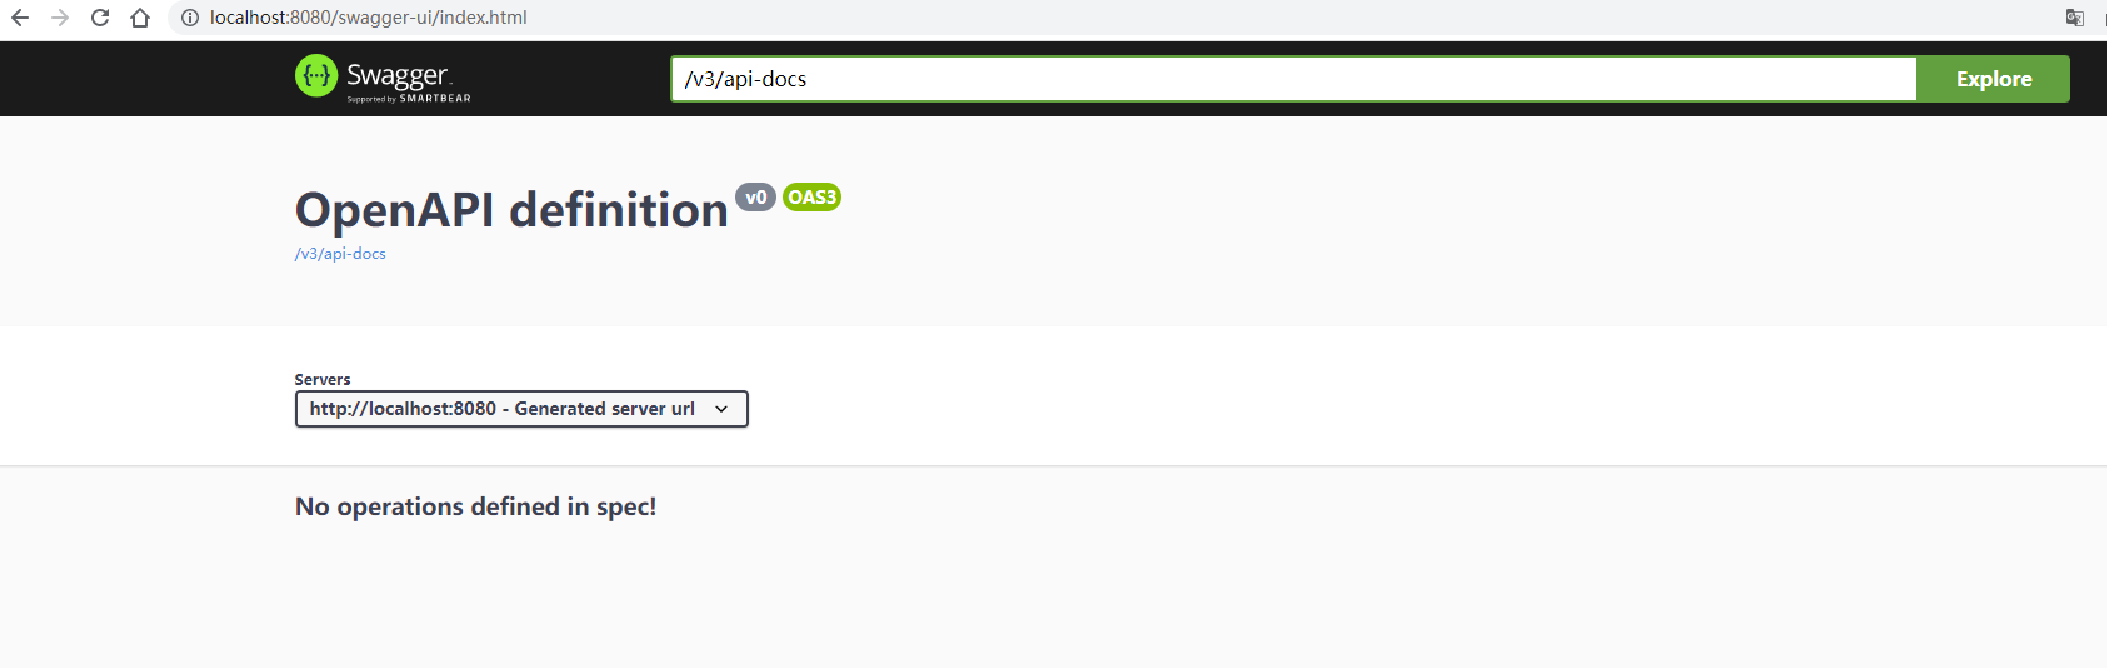 localhost:8080/swagger-ui/index.html
Swagger
Supported by SMARTBEAR
/v3/api-docs
Explore
OpenAPI definition v0 OAS3
/v3/api-docs
Servers
http://localhost:8080 - Generated server url
No operations defined in spec!